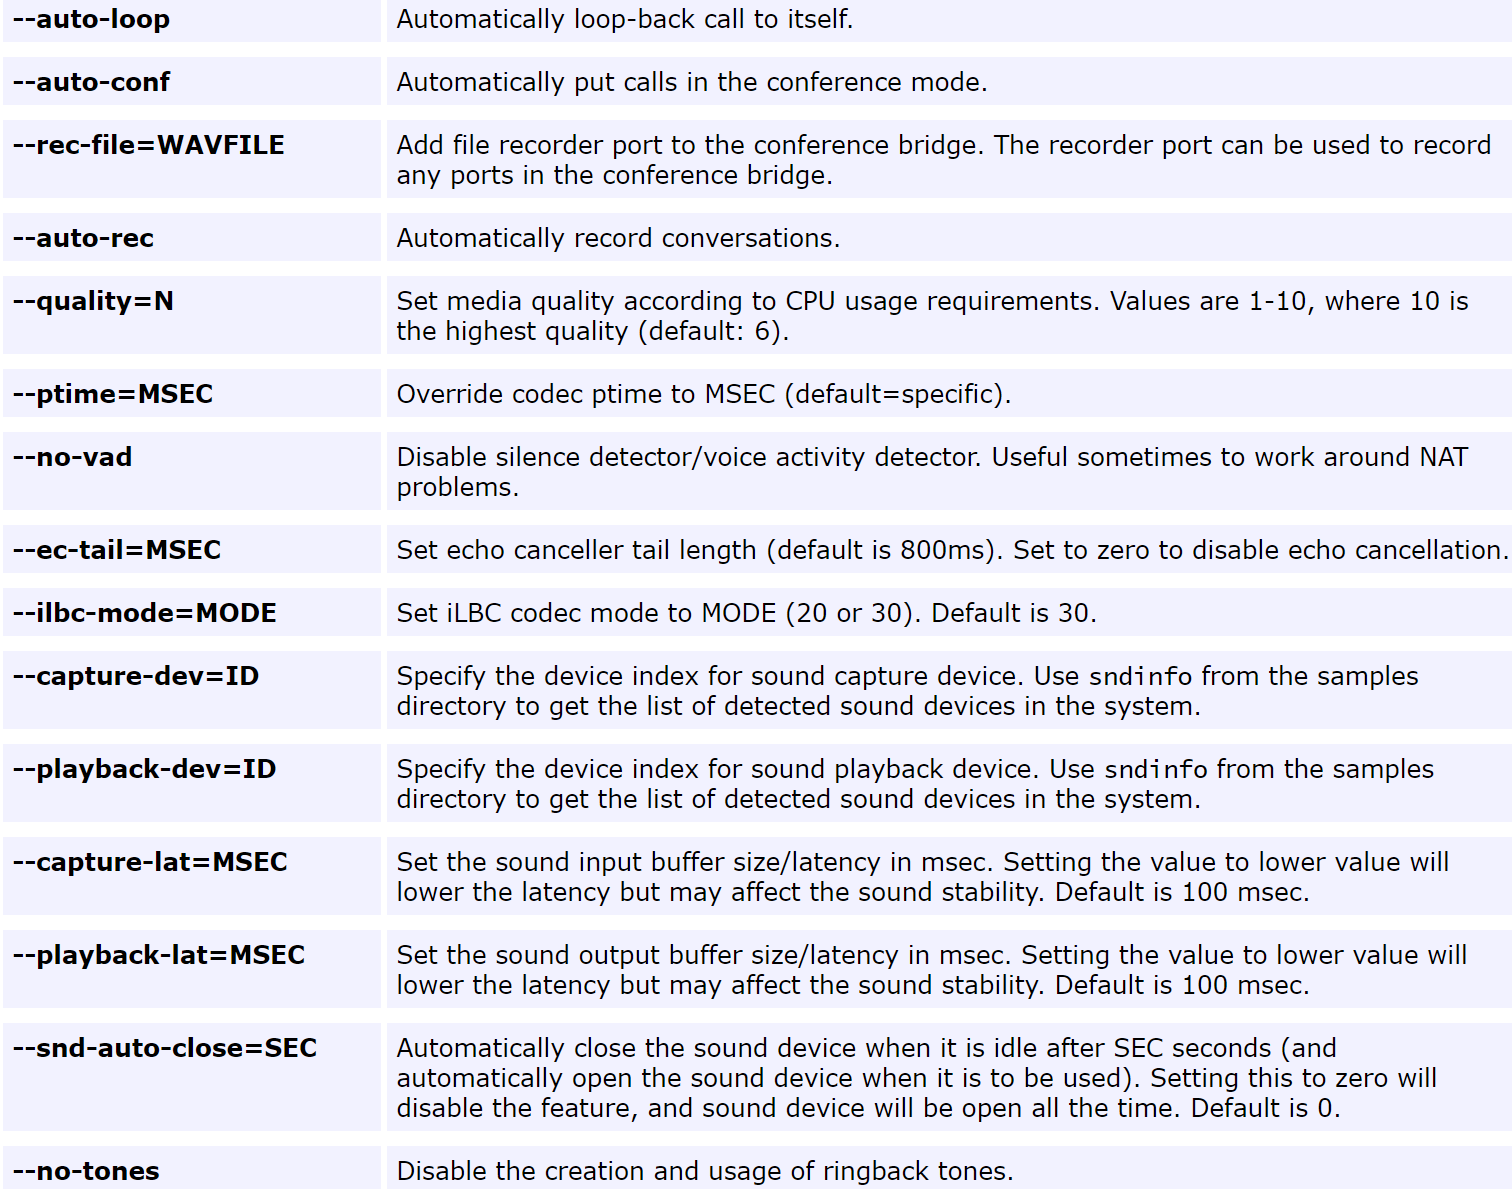 --auto-loop Automatically loop-back call to itself.
--auto-conf Automatically put calls in the conference mode.
--rec-file=WAVFILE Add file recorder port to the conference bridge. The recorder port can be used to record
any ports in the conference bridge.
--auto-rec Automatically record conversations.
--quality=N Set media quality according to CPU usage requirements. Values are 1-10, where 10 is
the highest quality (default: 6).
--ptime=MSEC Override codec ptime to MSEC (default=specific).
--no-vad Disable silence detector/voice activity detector. Useful sometimes to work around NAT
problems.
--ec-tail=MSEC Set echo canceller tail length (default is 800ms). Set to zero to disable echo cancellation.
--ilbc-mode=MODE Set iLBC codec mode to MODE (20 or 30). Default is 30.
--capture-dev=ID Specify the device index for sound capture device. Use sndinfo from the samples
directory to get the list of detected sound devices in the system.
--playback-dev=ID Specify the device index for sound playback device. Use sndinfo from the samples
directory to get the list of detected sound devices in the system.
--capture-lat=MSEC Set the sound input buffer size/latency in msec. Setting the value to lower value will
lower the latency but may affect the sound stability. Default is 100 msec.
--playback-lat=MSEC Set the sound output buffer size/latency in msec. Setting the value to lower value will
lower the latency but may affect the sound stability. Default is 100 msec.
--snd-auto-close=SEC Automatically close the sound device when it is idle after SEC seconds (and
automatically open the sound device when it is to be used). Setting this to zero will
disable the feature, and sound device will be open all the time. Default is 0.
--no-tones Disable the creation and usage of ringback tones.